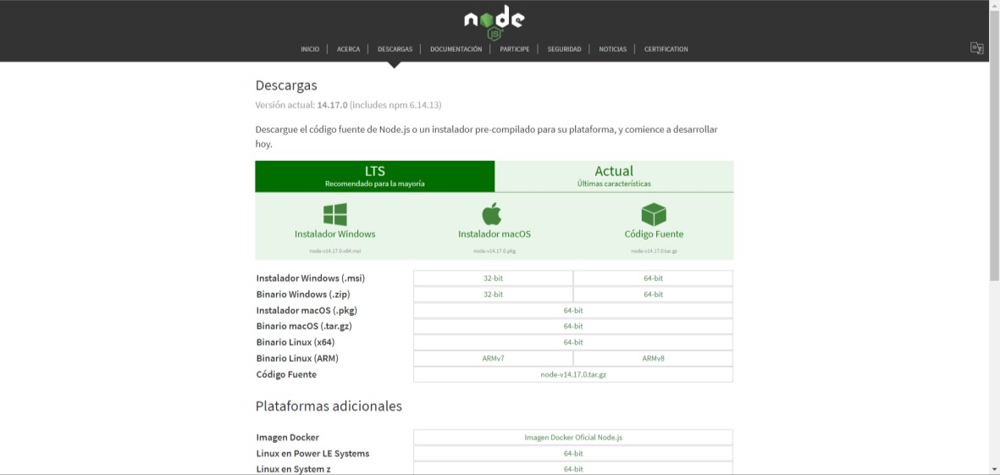 node
JS
INICIO | ACERCA | DESCARGAS | DOCUMENTACIÓN | PARTICIPE | SEGURIDAD | NOTICIAS | CERTIFICATION
Descargas
Versión actual: 14.17.0 (includes npm 6.14.13)
Descargue el código fuente de Node.js o un instalador pre-compilado para su plataforma, y comience a desarrollar
hoy.
LTS
Recomendado para la mayoría
Actual
Últimas características
Instalador Windows
node-v14.17.0-x64.msi
Instalador macOS
node-v14.17.0.pkg
Código Fuente
node-v14.17.0.tar.gz
Instalador Windows (.msi) 32-bit 64-bit
Binario Windows (.zip) 32-bit 64-bit
Instalador macOS (.pkg) 64-bit
Binario macOS (.tar.gz) 64-bit
Binario Linux (x64) 64-bit
Binario Linux (ARM) ARMv7 ARMv8
Código Fuente node-v14.17.0.tar.gz
Plataformas adicionales
Imagen Docker Imagen Docker Oficial Node.js
Linux en Power LE Systems 64-bit
Linux en System z 64-bit